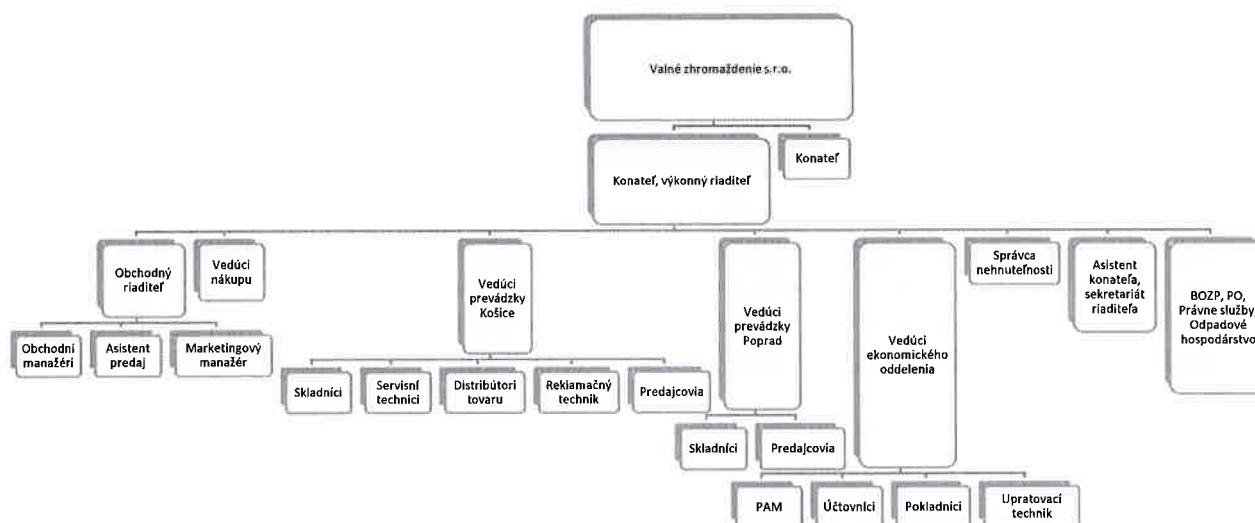 Valné zhromaždenie s.r.o.
Konateľ, výkonný riaditeľ
Konateľ
Obchodný
riaditeľ
Vedúci
nákupu
Vedúci
prevádzky
Košice
Vedúci
prevádzky
Poprad
Vedúci
ekonomického
oddelenia
Správca
nehnuteľnosti
Asistent
konateľa,
sekretariát
riaditeľa
BOZP, PO,
Právne služby,
Odpadové
hospodárstvo
Obchodní
manažéri
Asistent
predaj
Marketingový
manažér
Skladníci
Servisní
technici
Distribútori
tovaru
Reklamačný
technik
Predajcovia
Skladníci
Predajcovia
PAM
Účtovníci
Pokladníci
Upratovací
technik